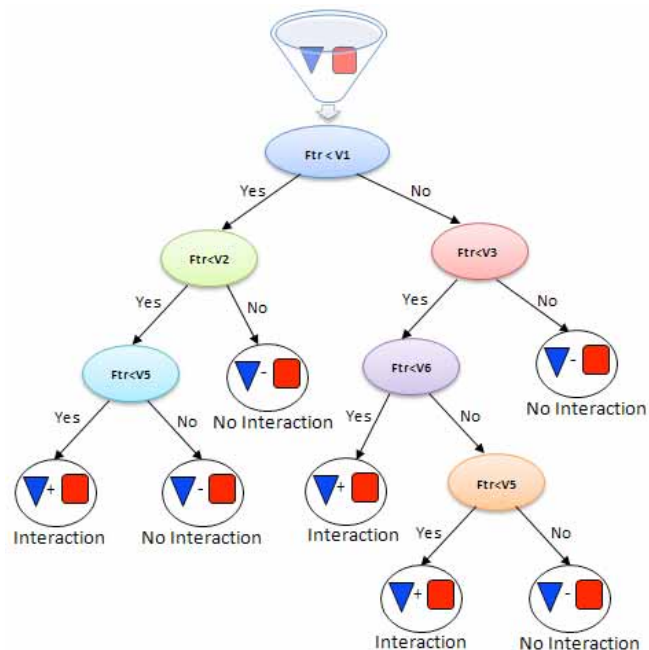 Ftr < V1
Yes
No
Ftr<V2
Ftr<V3
Yes
No
Yes
No
Ftr<V5
- 
Ftr<V6
- 
No Interaction
No Interaction
Yes
No
Yes
No
+
-
+
Ftr<V5
Interaction
No Interaction
Interaction
Yes
No
+
-
Interaction
No Interaction